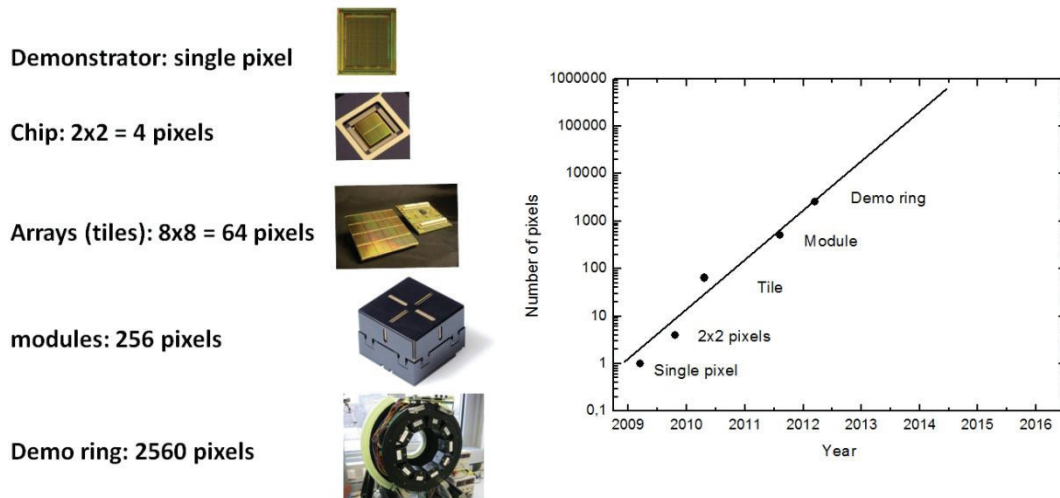 Demonstrator: single pixel
Chip: 2x2 = 4 pixels
Arrays (tiles): 8x8 = 64 pixels
modules: 256 pixels
Demo ring: 2560 pixels
Number of pixels
1000000
100000
10000
1000
100
10
1
0,1
Demo ring
Module
Tile
2x2 pixels
Single pixel
2009 2010 2011 2012 2013 2014 2015 2016
Year